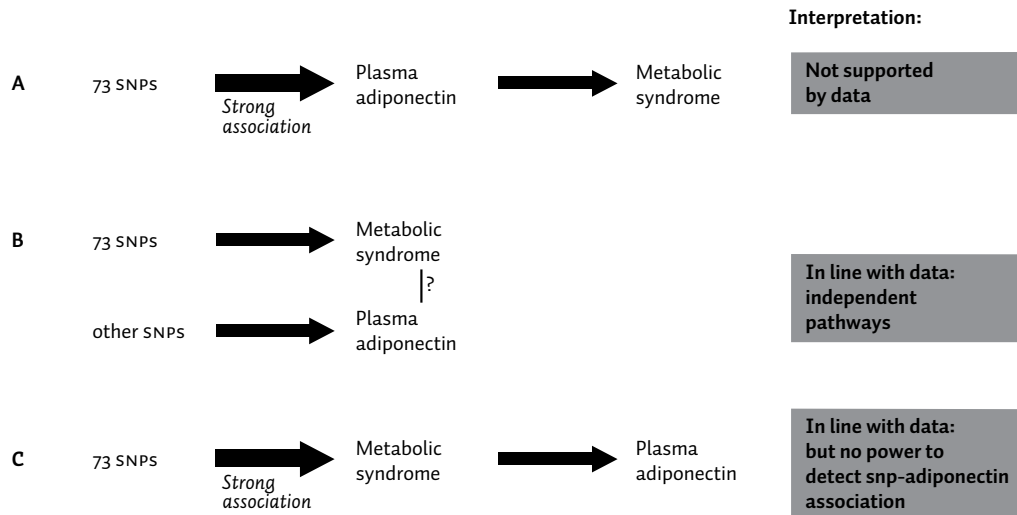 Interpretation:
A
73 SNPs
Strong
association
Plasma
adiponectin
Metabolic
syndrome
Not supported
by data
B
73 SNPs
Metabolic
syndrome
?
other SNPs
Plasma
adiponectin
In line with data:
independent
pathways
C
73 SNPs
Strong
association
Metabolic
syndrome
Plasma
adiponectin
In line with data:
but no power to
detect snp-adiponectin
association